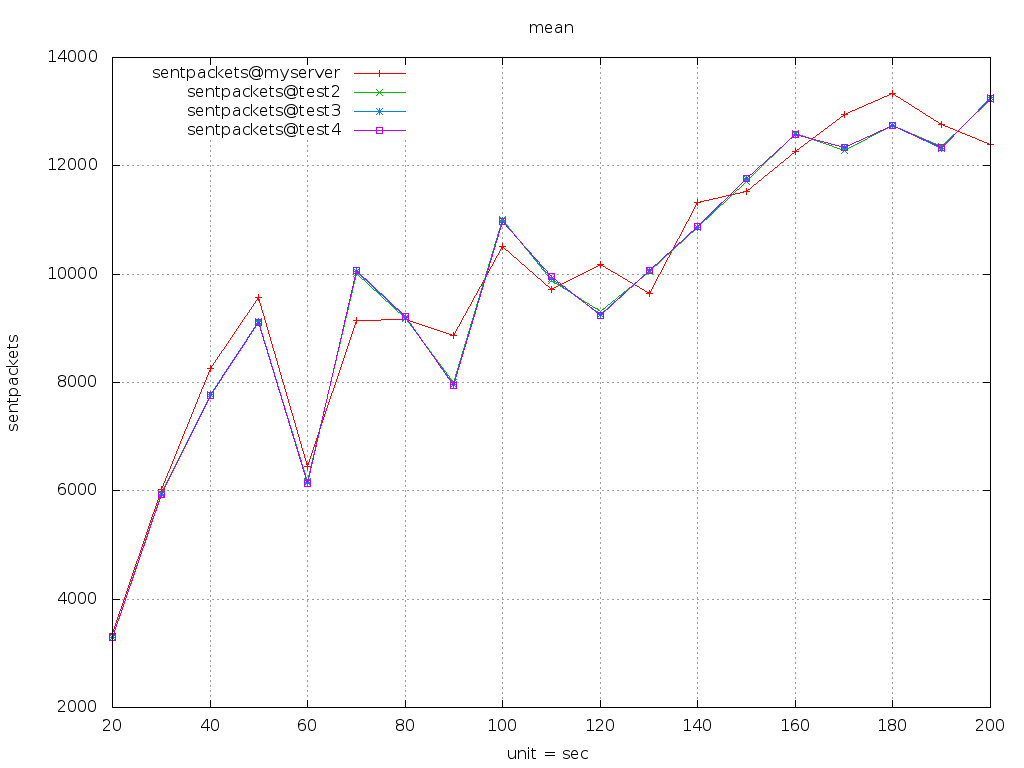 mean
14000
12000
10000
8000
6000
4000
2000
sentpackets
sentpackets@myserver
sentpackets@test2
sentpackets@test3
sentpackets@test4
20 40 60 80 100 120 140 160 180 200
unit = sec